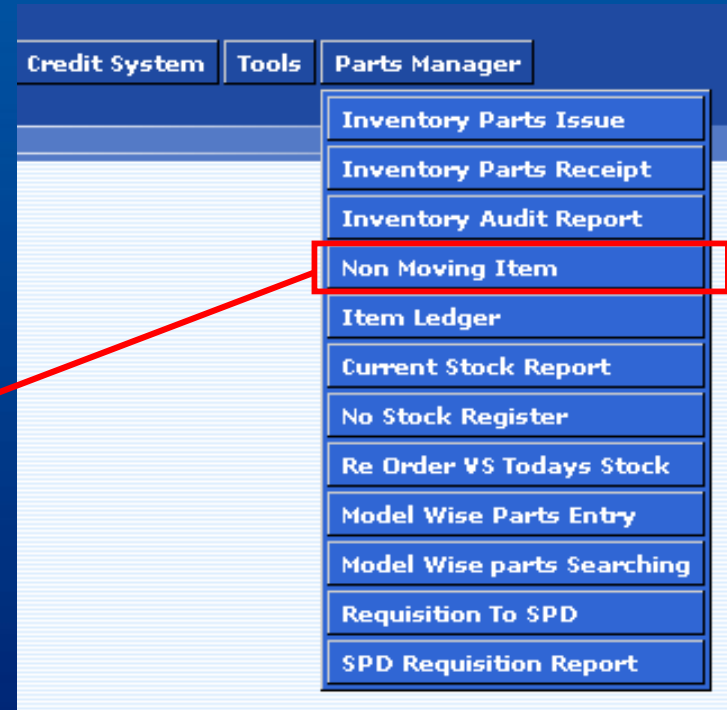 Credit System Tools Parts Manager
Inventory Parts Issue
Inventory Parts Receipt
Inventory Audit Report
Non Moving Item
Item Ledger
Current Stock Report
No Stock Register
Re Order VS Todays Stock
Model Wise Parts Entry
Model Wise parts Searching
Requisition To SPD
SPD Requisition Report